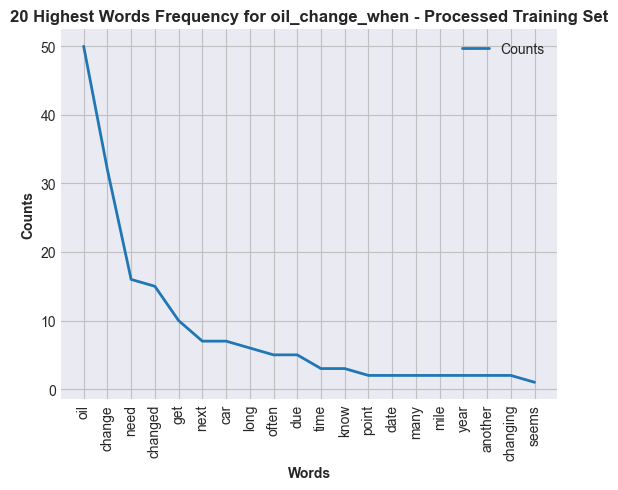 20 Highest Words Frequency for oil_change_when - Processed Training Set
Counts
50
40
30
20
10
0
Counts
oil
change
need
changed
get
next
car
long
often
due
time
know
point
date
many
mile
year
another
changing
seems
Words